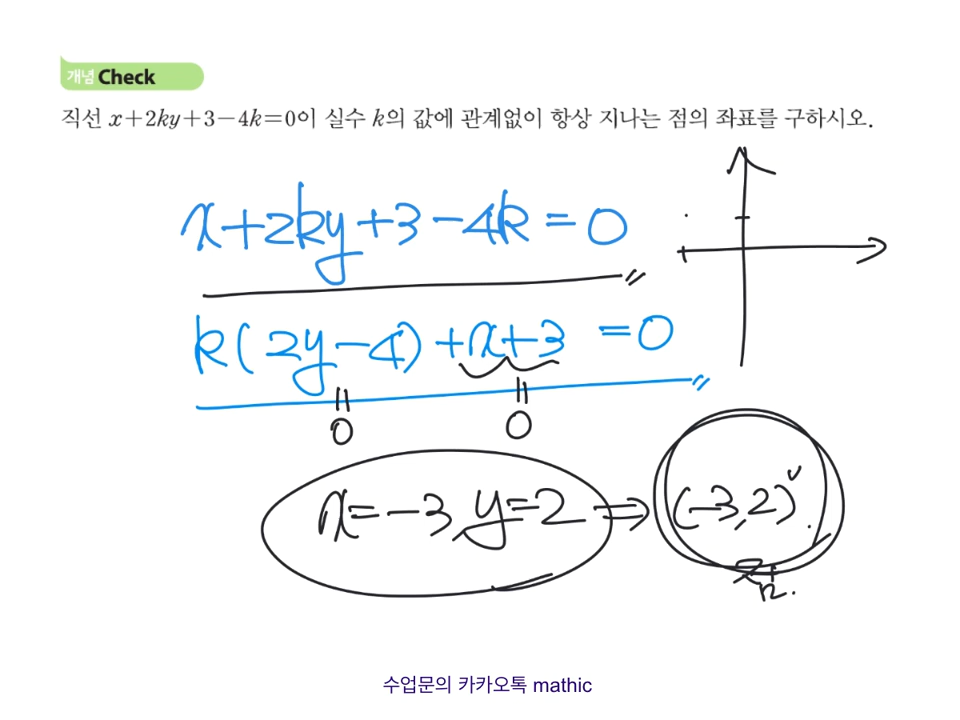 개념 Check
직선 x+2ky+3-4k=0이 실수 k의 값에 관계없이 항상 지나는 점의 좌표를 구하시오.
x+2ky+3-4k=0
k(2y-4)+x+3=0
0 0
x=-3, y=2 ⇒ (-3,2)
수업문의 카카오톡 mathic